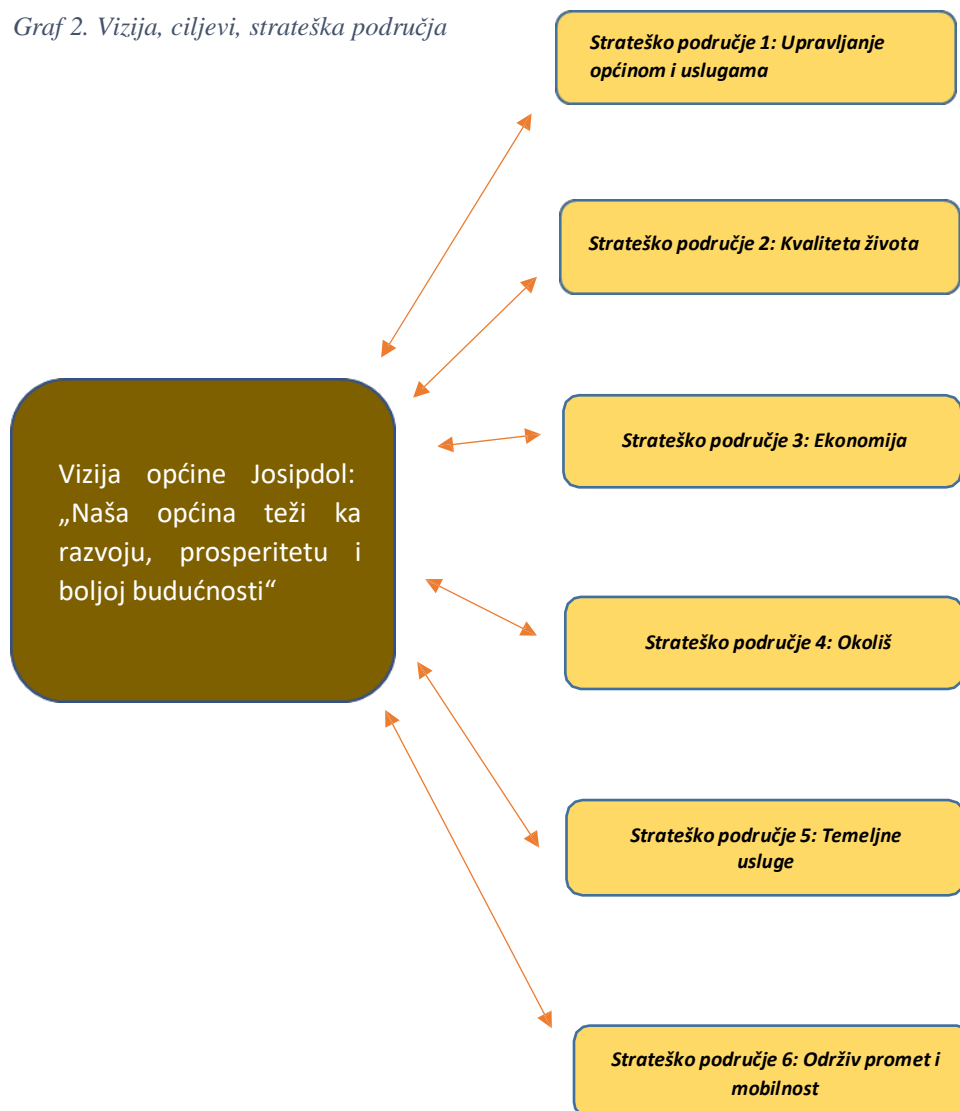 Graf 2. Vizija, ciljevi, strateška područja
Strateško područje 1: Upravljanje
općinom i uslugama
Strateško područje 2: Kvaliteta života
Strateško područje 3: Ekonomija
Vizija općine Josipdol:
„Naša općina teži ka
razvoju, prosperitetu i
boljoj budućnosti“
Strateško područje 4: Okoliš
Strateško područje 5: Temeljne
usluge
Strateško područje 6: Održiv promet i
mobilnost